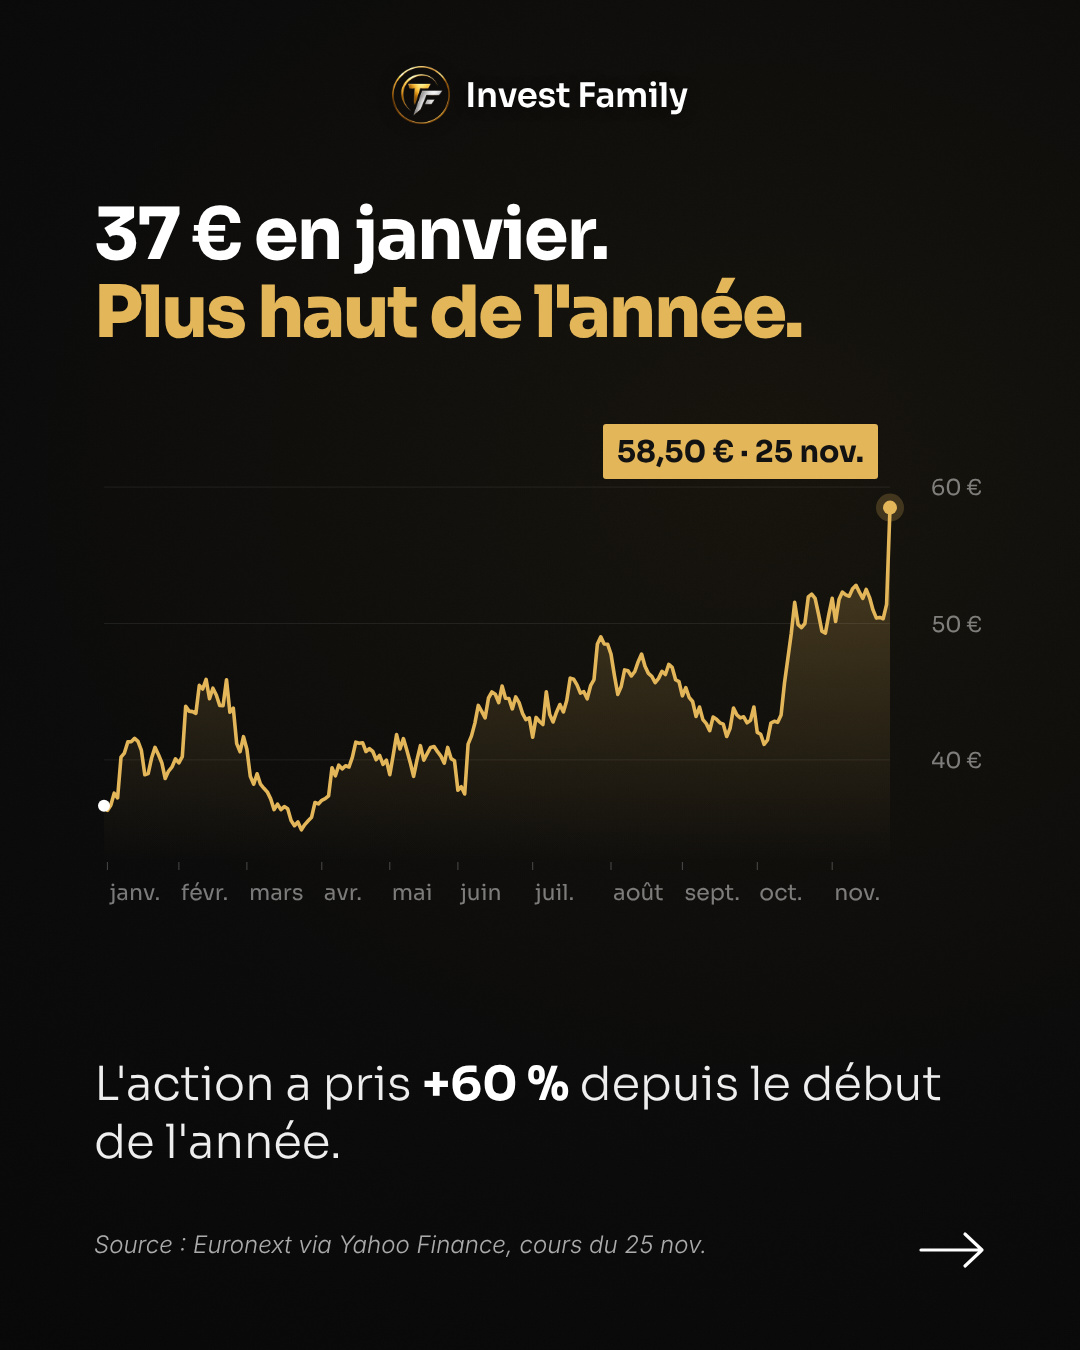 TF Invest Family
37 € en janvier.
Plus haut de l'année.
58,50 € · 25 nov.
60 €
50 €
40 €
janv. févr. mars avr. mai juin juil. août sept. oct. nov.
L'action a pris +60 % depuis le début
de l'année.
Source : Euronext via Yahoo Finance, cours du 25 nov.